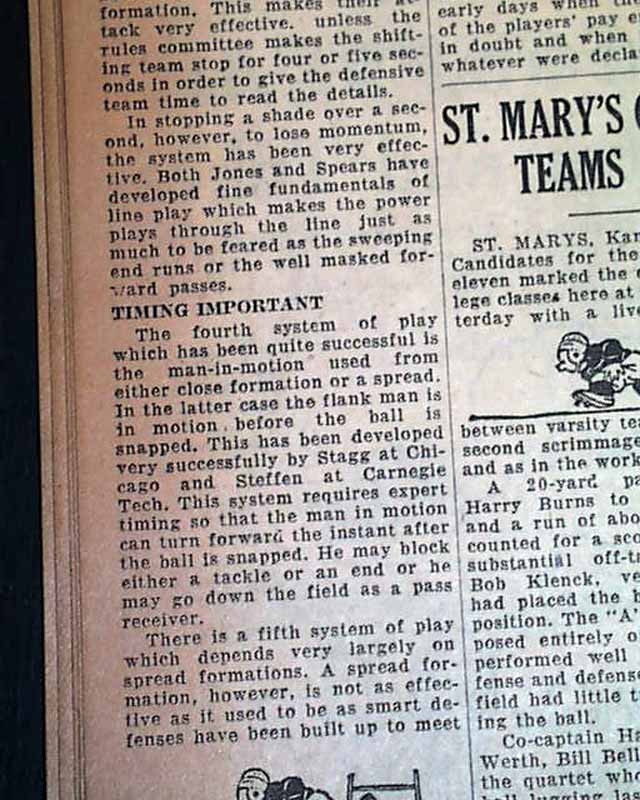 formation. This makes their at-
tack very effective. unless the
rules committee makes the shift-
ing team stop for four or five sec-
onds in order to give the defensive
team time to read the details.
In stopping a shade over a sec-
ond, however, to lose momentum,
the system has been very effec-
tive. Both Jones and Spears have
developed fine fundamentals of
line play which makes the power
plays through the line just as
much to be feared as the sweeping
end runs or the well masked for-
ward passes.
TIMING IMPORTANT
The fourth system of play
which has been quite successful is
the man-in-motion used from
either close formation or a spread.
In the latter case the flank man is
in motion before the ball is
snapped. This has been developed
very successfully by Stagg at Chi-
cago and Steffen at Carnegie
Tech. This system requires expert
timing so that the man in motion
can turn forward the instant after
the ball is snapped. He may block
either a tackle or an end or he
may go down the field as a pass
receiver.
There is a fifth system of play
which depends very largely on
spread formations. A spread for-
mation, however, is not as effec-
tive as it used to be as smart de-
fenses have been built up to meet
early days when the
of the players' pay
in doubt and when
whatever were decla
ST. MARY'S
TEAMS
ST. MARYS, Kan
Candidates for the
eleven marked the
lege classes here at
terday with a live
between varsity tea
second scrimmage
and as in the work
A 20-yard pa
Harry Burns to
and a run of abo
counted for a sco
substantial off-ta
Bob Klenck, ve
had placed the b
position. The "A
posed entirely o
performed well
fense and defense
field had little t
ing the ball.
Co-captain Ha
Werth, Bill Bell
the quartet who